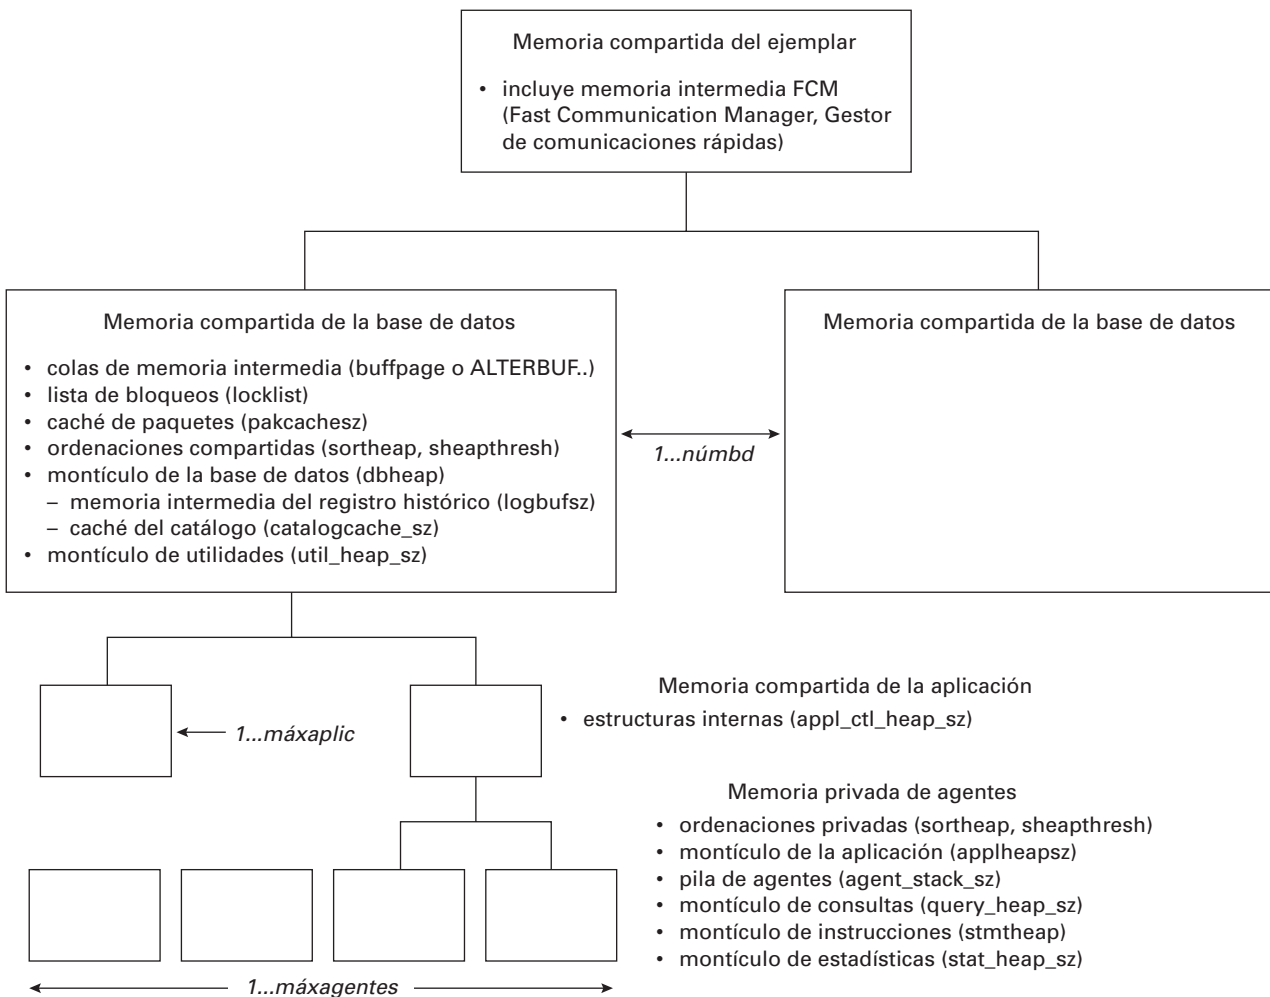 Memoria compartida del ejemplar
• incluye memoria intermedia FCM
(Fast Communication Manager, Gestor
de comunicaciones rápidas)
Memoria compartida de la base de datos
• colas de memoria intermedia (buffpage o ALTERBUF..)
• lista de bloqueos (locklist)
• caché de paquetes (pakcachesz)
• ordenaciones compartidas (sortheap, sheapthresh)
• montículo de la base de datos (dbheap)
– memoria intermedia del registro histórico (logbufsz)
– caché del catálogo (catalogcache_sz)
• montículo de utilidades (util_heap_sz)
1...númbd
Memoria compartida de la base de datos
1...máxaplic
Memoria compartida de la aplicación
• estructuras internas (appl_ctl_heap_sz)
Memoria privada de agentes
• ordenaciones privadas (sortheap, sheapthresh)
• montículo de la aplicación (applheapsz)
• pila de agentes (agent_stack_sz)
• montículo de consultas (query_heap_sz)
• montículo de instrucciones (stmtheap)
• montículo de estadísticas (stat_heap_sz)
1...máxagentes